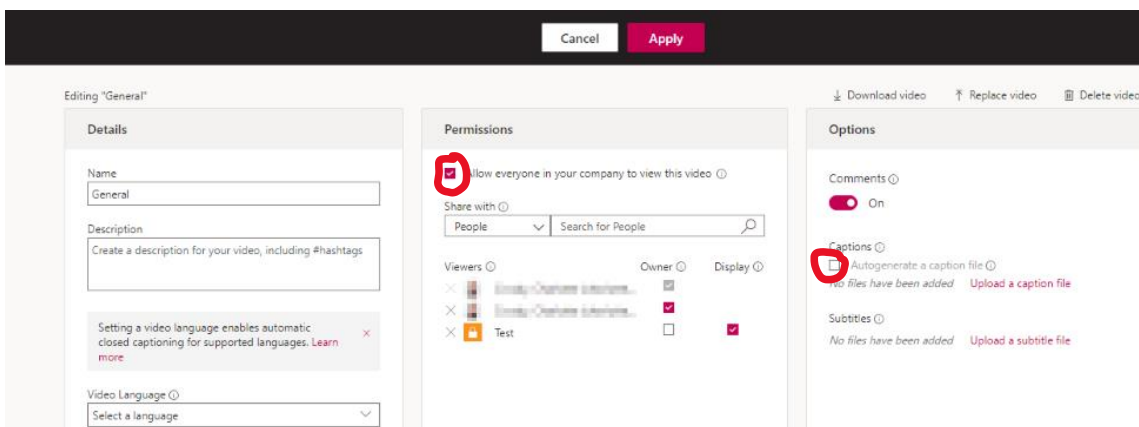 Cancel
Apply
Editing "General"
Download video
Replace video
Delete video
Details
Name
General
Description
Create a description for your video, including #hashtags
Setting a video language enables automatic
closed captioning for supported languages. Learn
more
Video Language
Select a language
Permissions
Allow everyone in your company to view this video
Share with
People
Search for People
Viewers
Owner
Display
Test
Options
Comments
On
Captions
Autogenerate a caption file
No files have been added Upload a caption file
Subtitles
No files have been added Upload a subtitle file